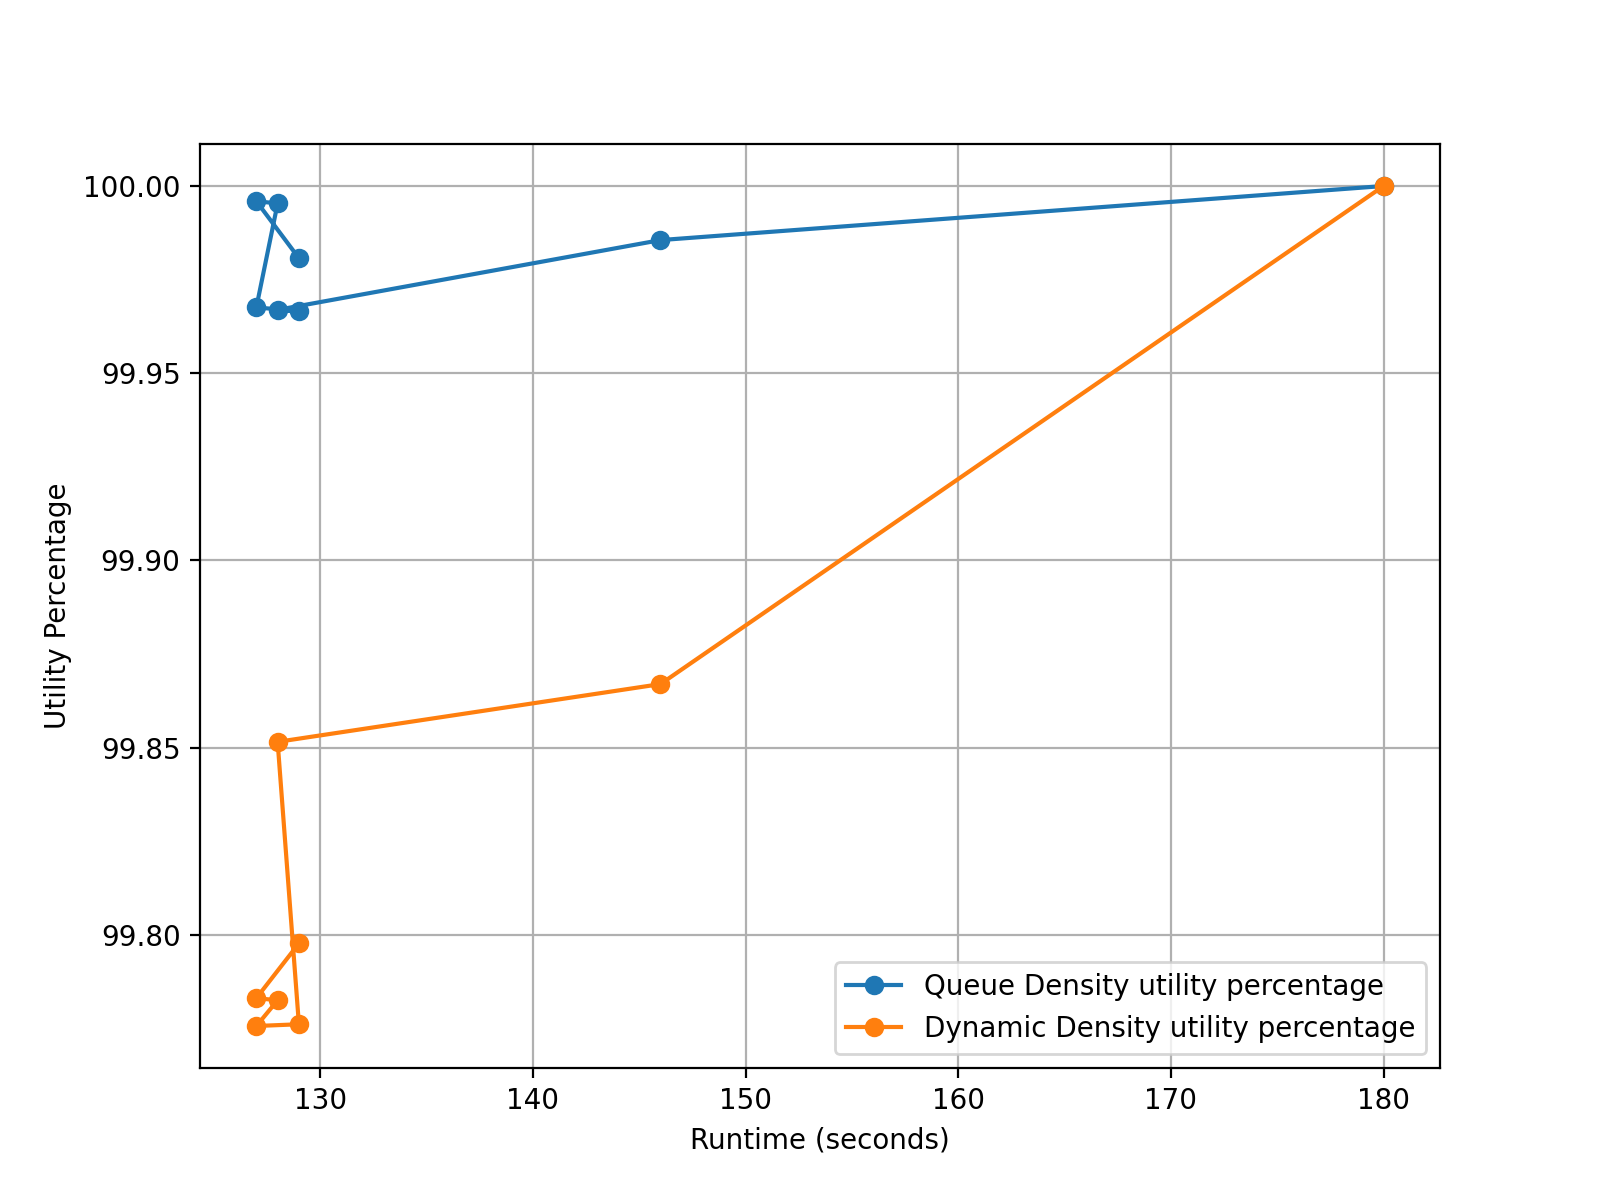 100.00
99.95
99.90
99.85
99.80
Utility Percentage
Queue Density utility percentage
Dynamic Density utility percentage
130 140 150 160 170 180
Runtime (seconds)